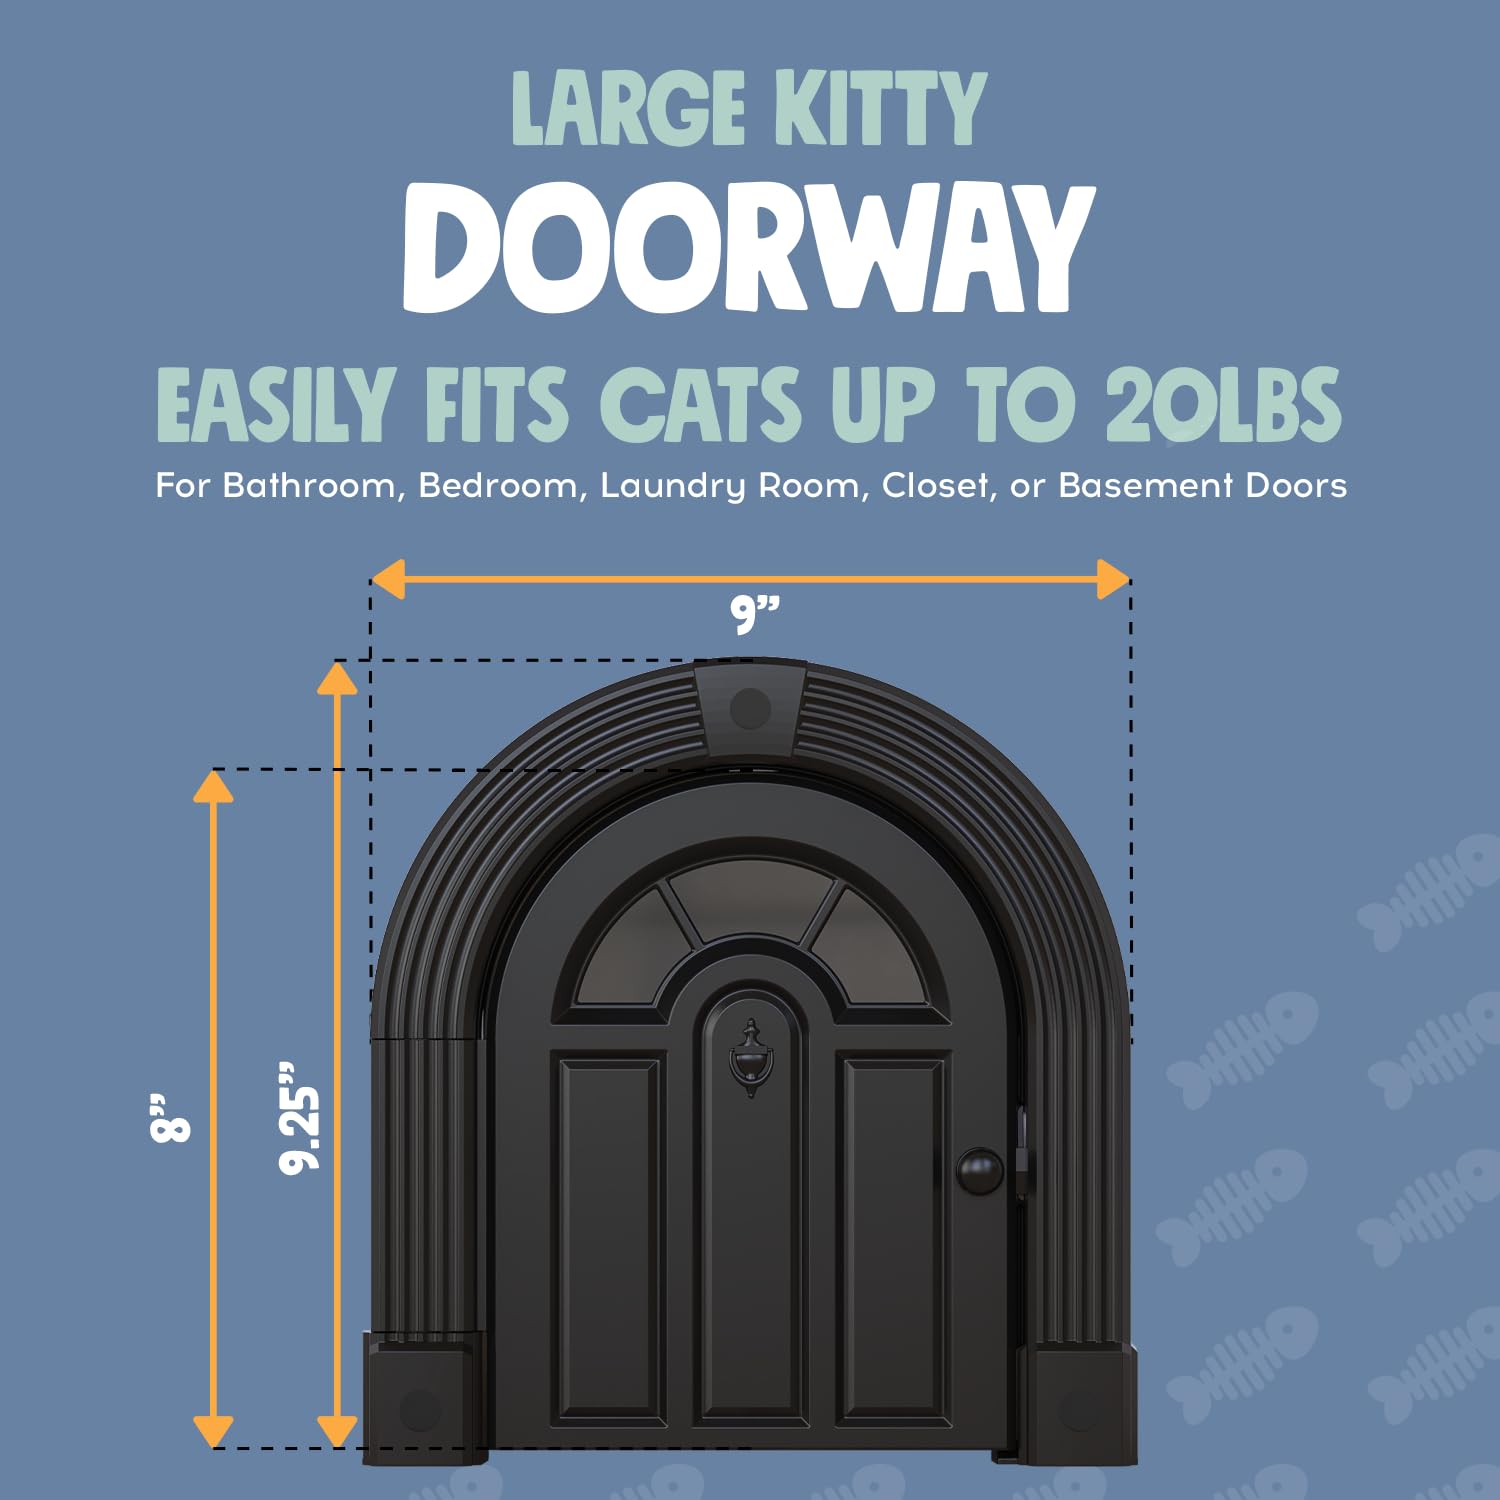 LARGE KITTY
DOORWAY
EASILY FITS CATS UP TO 20LBS
For Bathroom, Bedroom, Laundry Room, Closet, or Basement Doors
9”
8”
9.25”